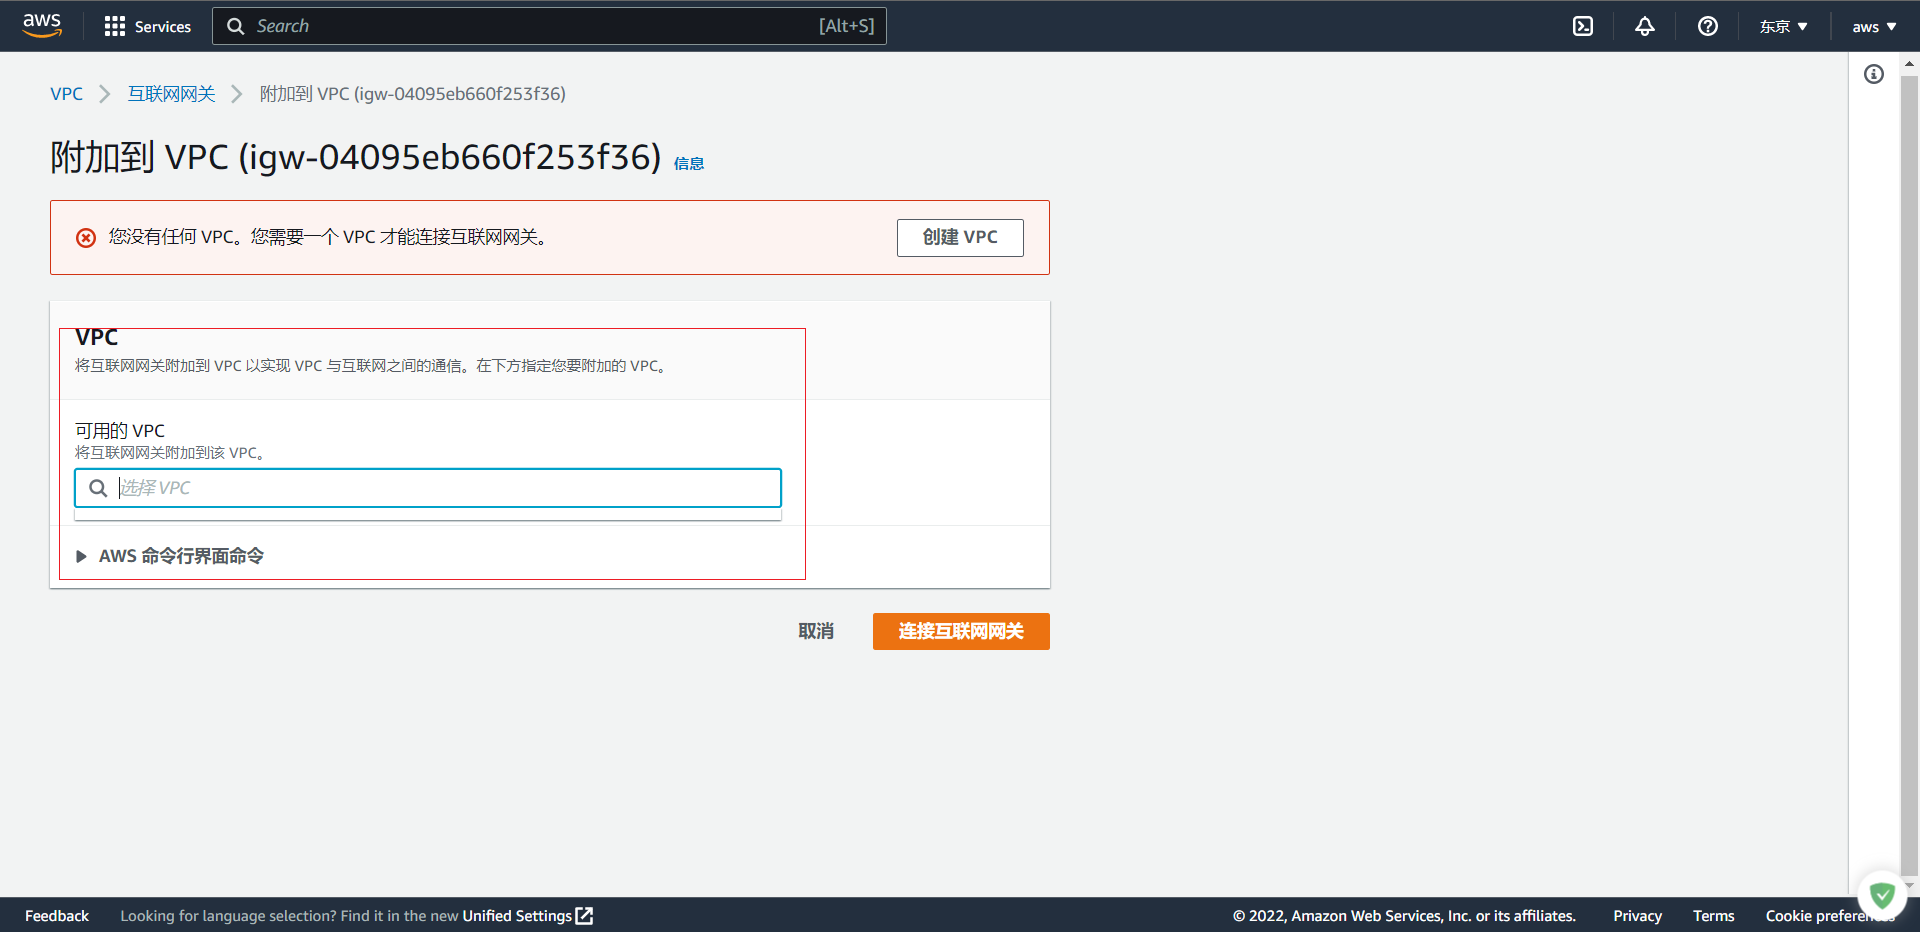 aws
Services
Search
[Alt+S]
东京
aws
VPC
互联网网关
附加到 VPC (igw-04095eb660f253f36)
附加到 VPC (igw-04095eb660f253f36)
信息
您没有任何 VPC。您需要一个 VPC 才能连接互联网网关。
创建 VPC
VPC
将互联网网关附加到 VPC 以实现 VPC 与互联网之间的通信。在下方指定您要附加的 VPC。
可用的 VPC
将互联网网关附加到该 VPC。
选择 VPC
AWS 命令行界面命令
取消
连接互联网网关
Feedback
Looking for language selection? Find it in the new Unified Settings
© 2022, Amazon Web Services, Inc. or its affiliates.
Privacy
Terms
Cookie